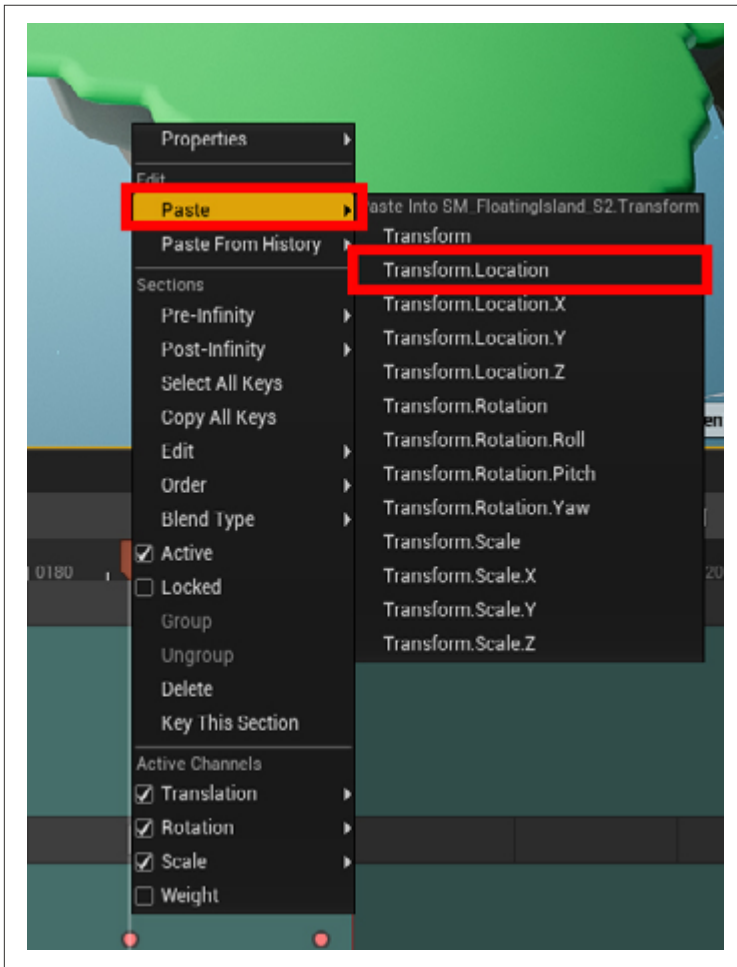 Properties
Edit
Paste
Paste From History
Sections
Pre-Infinity
Post-Infinity
Select All Keys
Copy All Keys
Edit
Order
Blend Type
Active
Locked
Group
Ungroup
Delete
Key This Section
Active Channels
Translation
Rotation
Scale
Weight
Paste Into SM_FloatingIsland_S2.Transform
Transform
Transform.Location
Transform.Location.X
Transform.Location.Y
Transform.Location.Z
Transform.Rotation
Transform.Rotation.Roll
Transform.Rotation.Pitch
Transform.Rotation.Yaw
Transform.Scale
Transform.Scale.X
Transform.Scale.Y
Transform.Scale.Z
en
0180
20